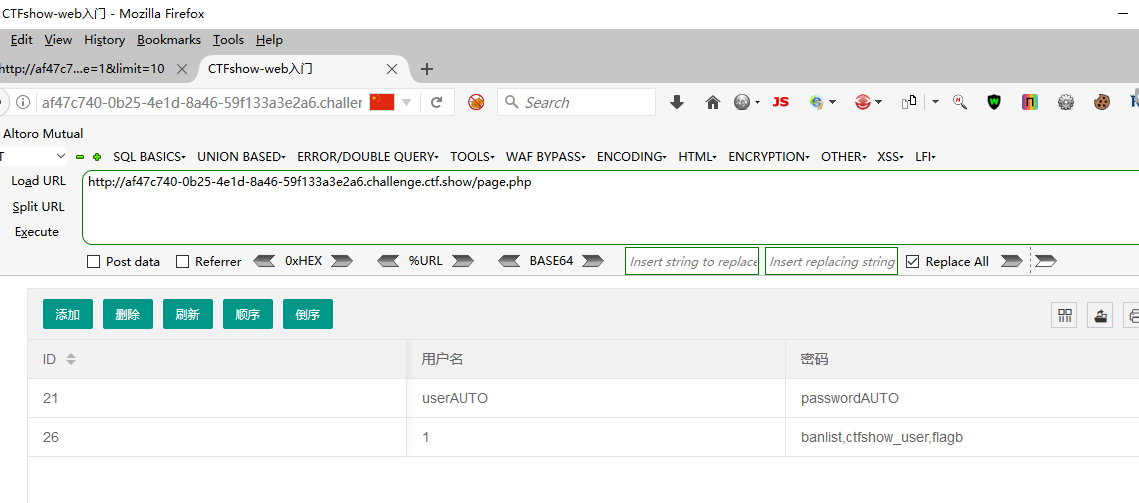 CTFshow-web入门 - Mozilla Firefox
Edit View History Bookmarks Tools Help
http://af47c7...e=1&limit=10 CTFshow-web入门
af47c740-0b25-4e1d-8a46-59f133a3e2a6.challen Search JS
Altoro Mutual
SQL BASICS UNION BASED ERROR/DOUBLE QUERY TOOLS WAF BYPASS ENCODING HTML ENCRYPTION OTHER XSS LFI
Load URL http://af47c740-0b25-4e1d-8a46-59f133a3e2a6.challenge.ctf.show/page.php
Split URL
Execute
Post data Referrer 0xHEX %URL BASE64 Insert string to replace Insert replacing string Replace All
添加 删除 刷新 顺序 倒序
ID 用户名 密码
21 userAUTO passwordAUTO
26 1 banlist,ctfshow_user,flagb